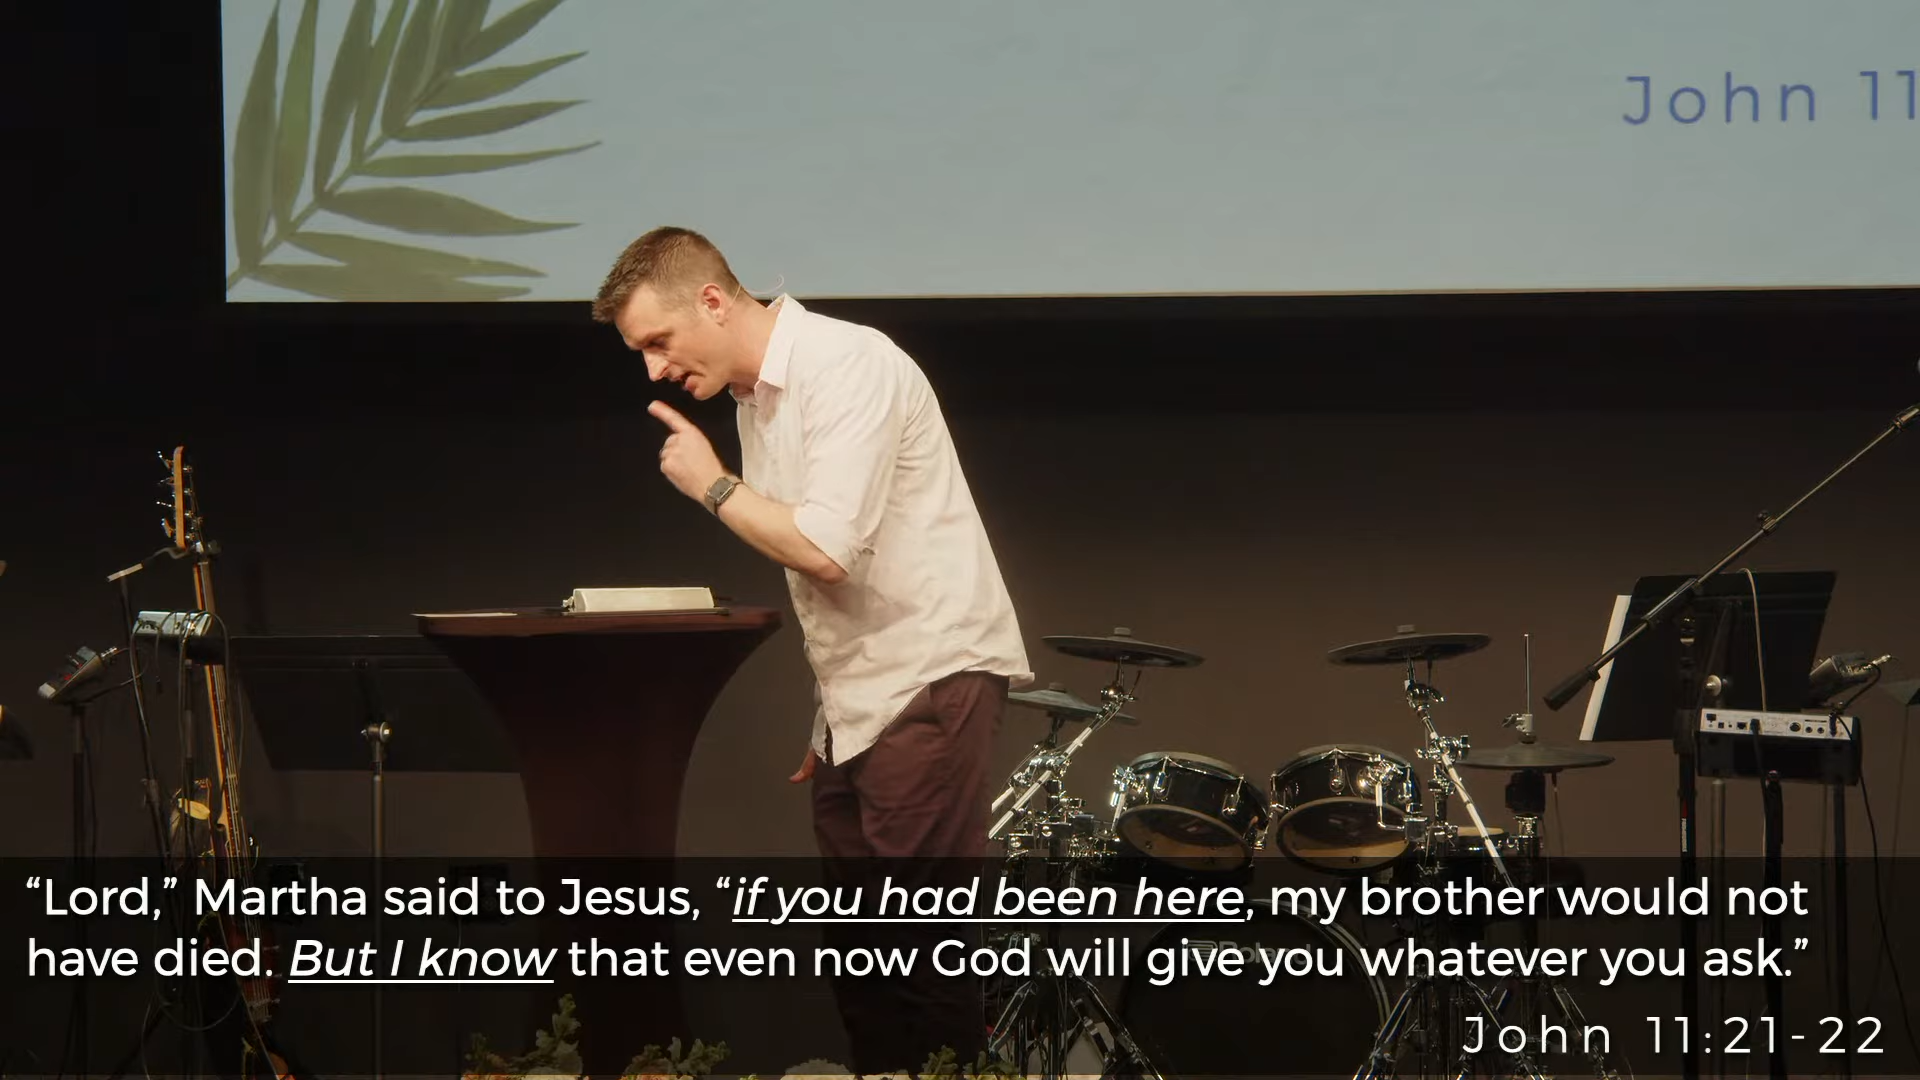 John 11
“Lord,” Martha said to Jesus, “if you had been here, my brother would not
have died. But I know that even now God will give you whatever you ask.”
Roland
John 11:21-22